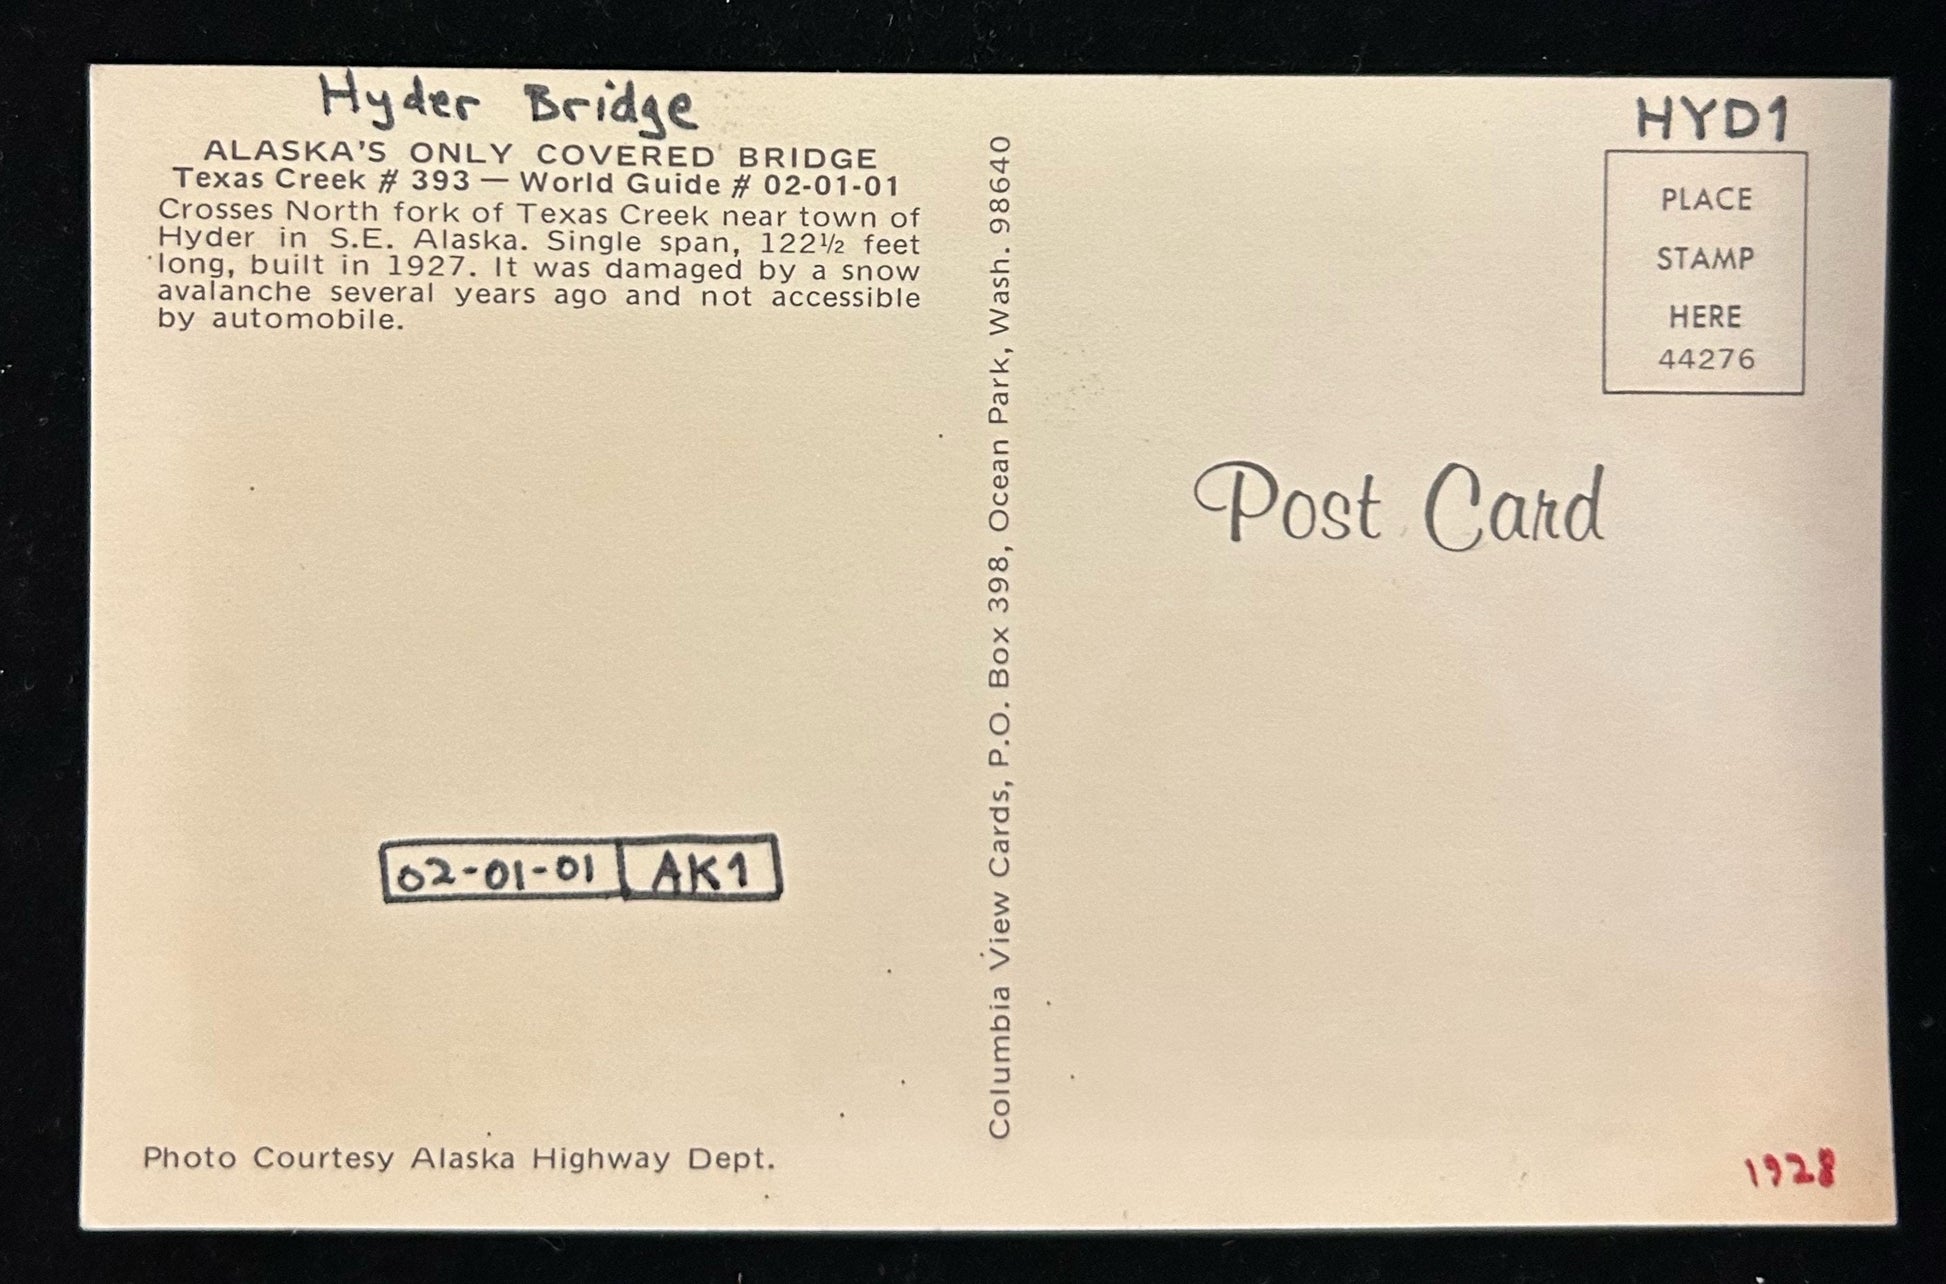 Hyder Bridge
ALASKA'S ONLY COVERED BRIDGE
Texas Creek # 393 — World Guide # 02-01-01
Crosses North fork of Texas Creek near town of
Hyder in S.E. Alaska. Single span, 122½ feet
long, built in 1927. It was damaged by a snow
avalanche several years ago and not accessible
by automobile.
02-01-01 AK1
Photo Courtesy Alaska Highway Dept.
Columbia View Cards, P.O. Box 398, Ocean Park, Wash. 98640
HYD1
PLACE
STAMP
HERE
44276
Post Card
1928